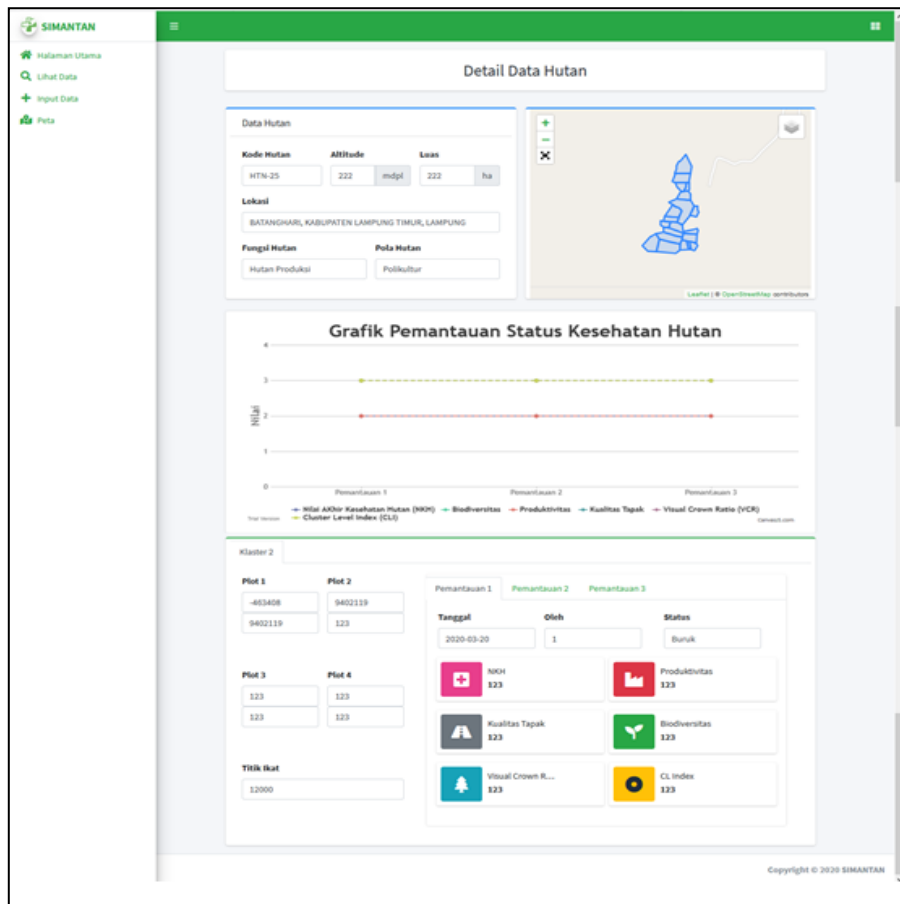 SIMANTAN
Halaman Utama
Lihat Data
Input Data
Peta
Detail Data Hutan
Data Hutan
Kode Hutan Altitude Luas
HTN-25 222 mdpl 222 ha
Lokasi
BATANGHARI, KABUPATEN LAMPUNG TIMUR, LAMPUNG
Fungsi Hutan Pola Hutan
Hutan Produksi Polikultur
+
−
Leaflet | © OpenStreetMap contributors
Grafik Pemantauan Status Kesehatan Hutan
4
3
2
1
0
Nilai
Pemantauan 1 Pemantauan 2 Pemantauan 3
Nilai AKhir Kesehatan Hutan (NKH) Biodiversitas Produktivitas Kualitas Tapak Visual Crown Ratio (VCR)
Cluster Level Index (CLI)
Trial Version CanvasJS.com
Klaster 2
Plot 1 Plot 2
-463408 9402119
9402119 123
Plot 3 Plot 4
123 123
123 123
Titik Ikat
12000
Pemantauan 1 Pemantauan 2 Pemantauan 3
Tanggal Oleh Status
2020-03-20 1 Buruk
NKH
123
Produktivitas
123
Kualitas Tapak
123
Biodiversitas
123
Visual Crown R...
123
CL Index
123
Copyright © 2020 SIMANTAN